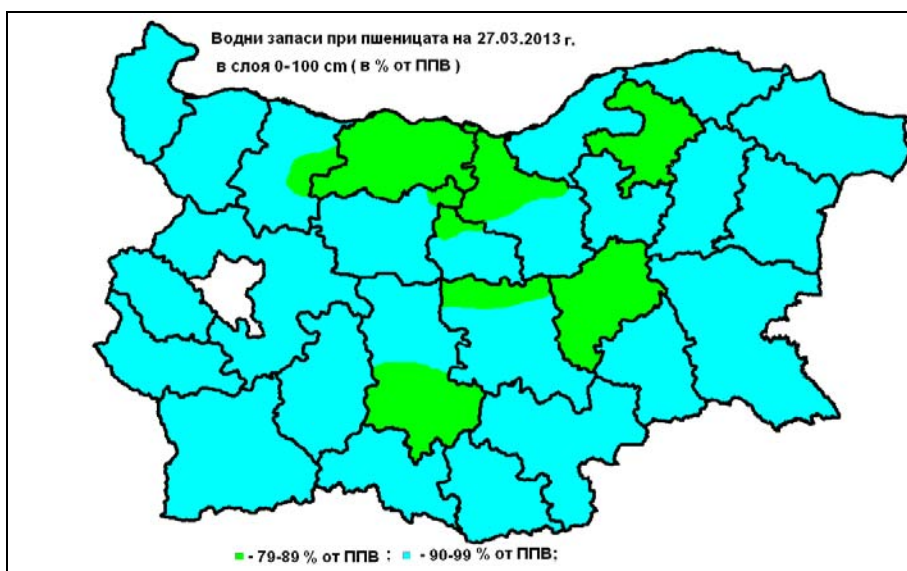 Водни запаси при пшеницата на 27.03.2013 г.
в слоя 0-100 cm ( в % от ППВ )
- 79-89 % от ППВ ; - 90-99 % от ППВ;